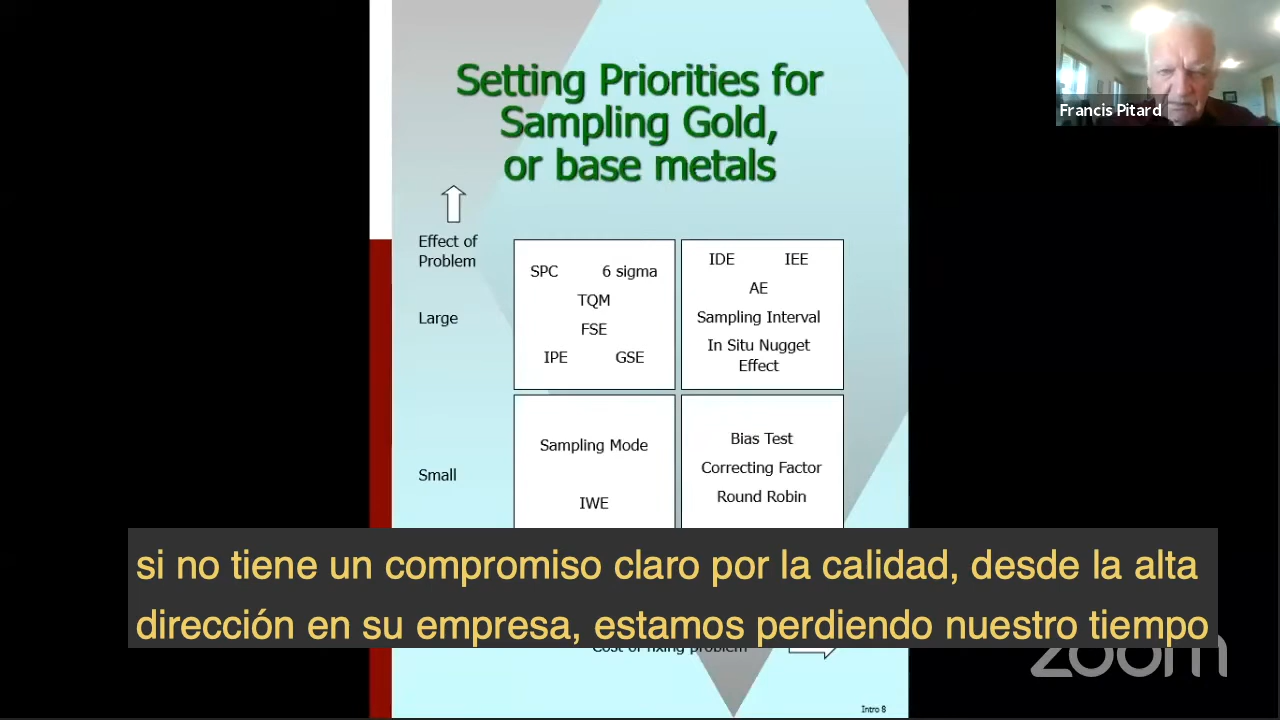 Setting Priorities for
Sampling Gold,
or base metals
Francis Pitard
Effect of
Problem
Large
SPC 6 sigma
TQM
FSE
IPE GSE
IDE IEE
AE
Sampling Interval
In Situ Nugget
Effect
Small
Sampling Mode
IWE
Bias Test
Correcting Factor
Round Robin
si no tiene un compromiso claro por la calidad, desde la alta
dirección en su empresa, estamos perdiendo nuestro tiempo
Cost of fixing problem
zoom
Intro 8